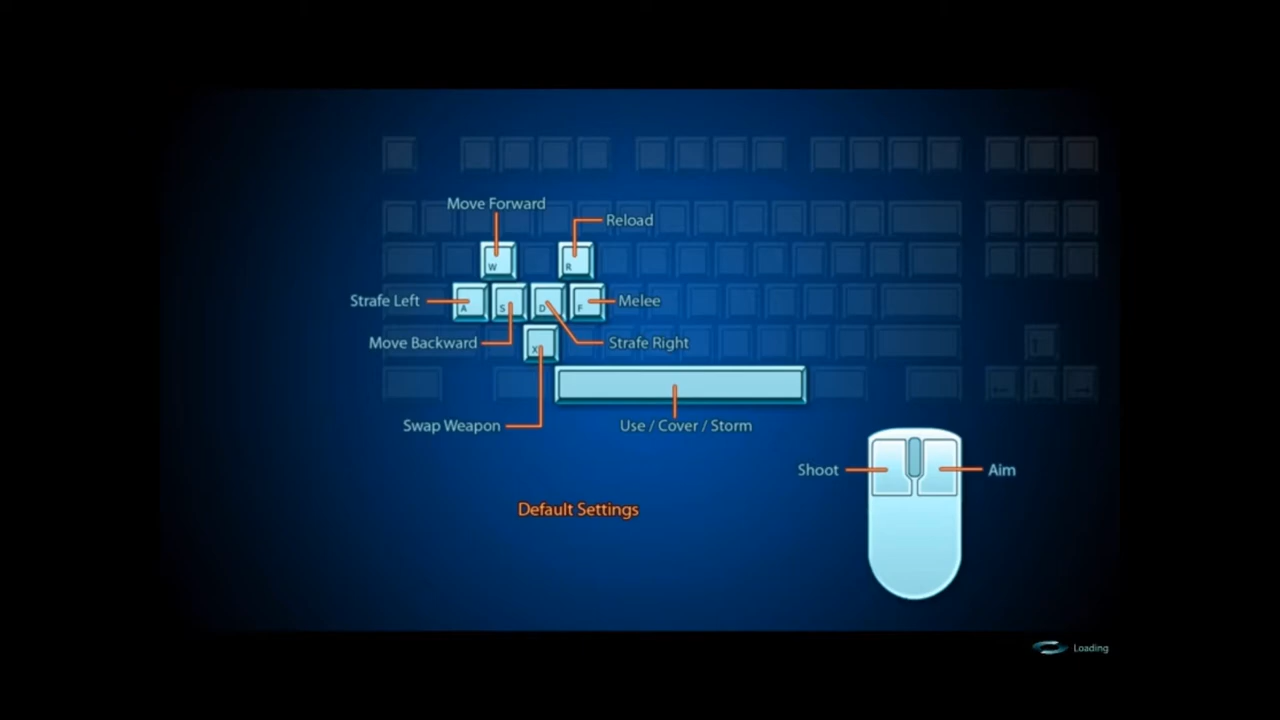 Move Forward
Reload
W
R
Strafe Left
A
S
D
F
Melee
Move Backward
X
Strafe Right
Swap Weapon
Use / Cover / Storm
Shoot
Aim
Default Settings
Loading